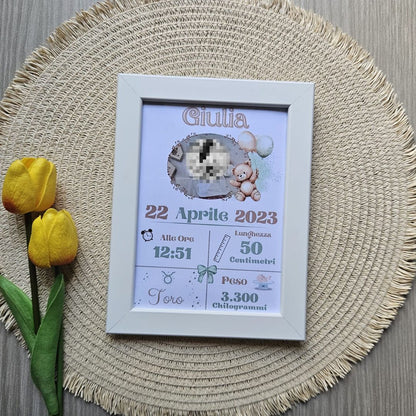 Giulia
22 Aprile 2023
Alle Ore
12:51
Lunghezza
50
Centimetri
Toro
Peso
3.300
Chilogrammi